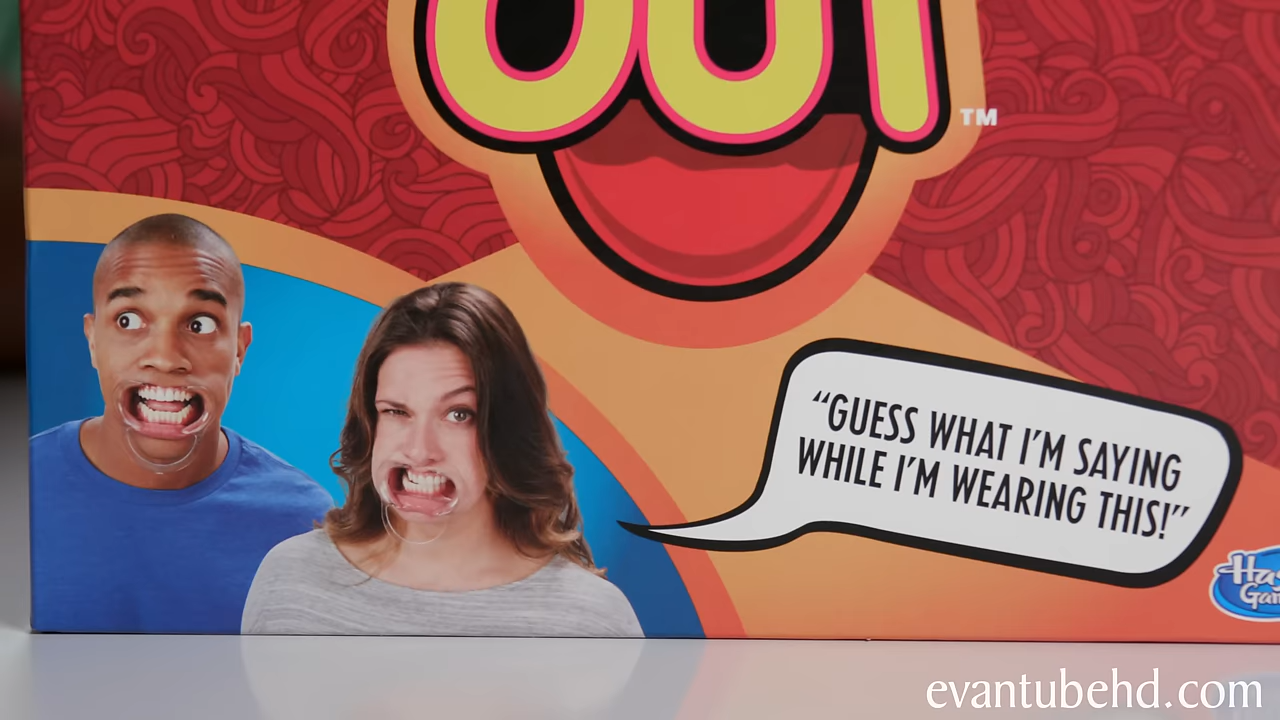 OUT
TM
“GUESS WHAT I’M SAYING
WHILE I’M WEARING THIS!”
evantubehd.com